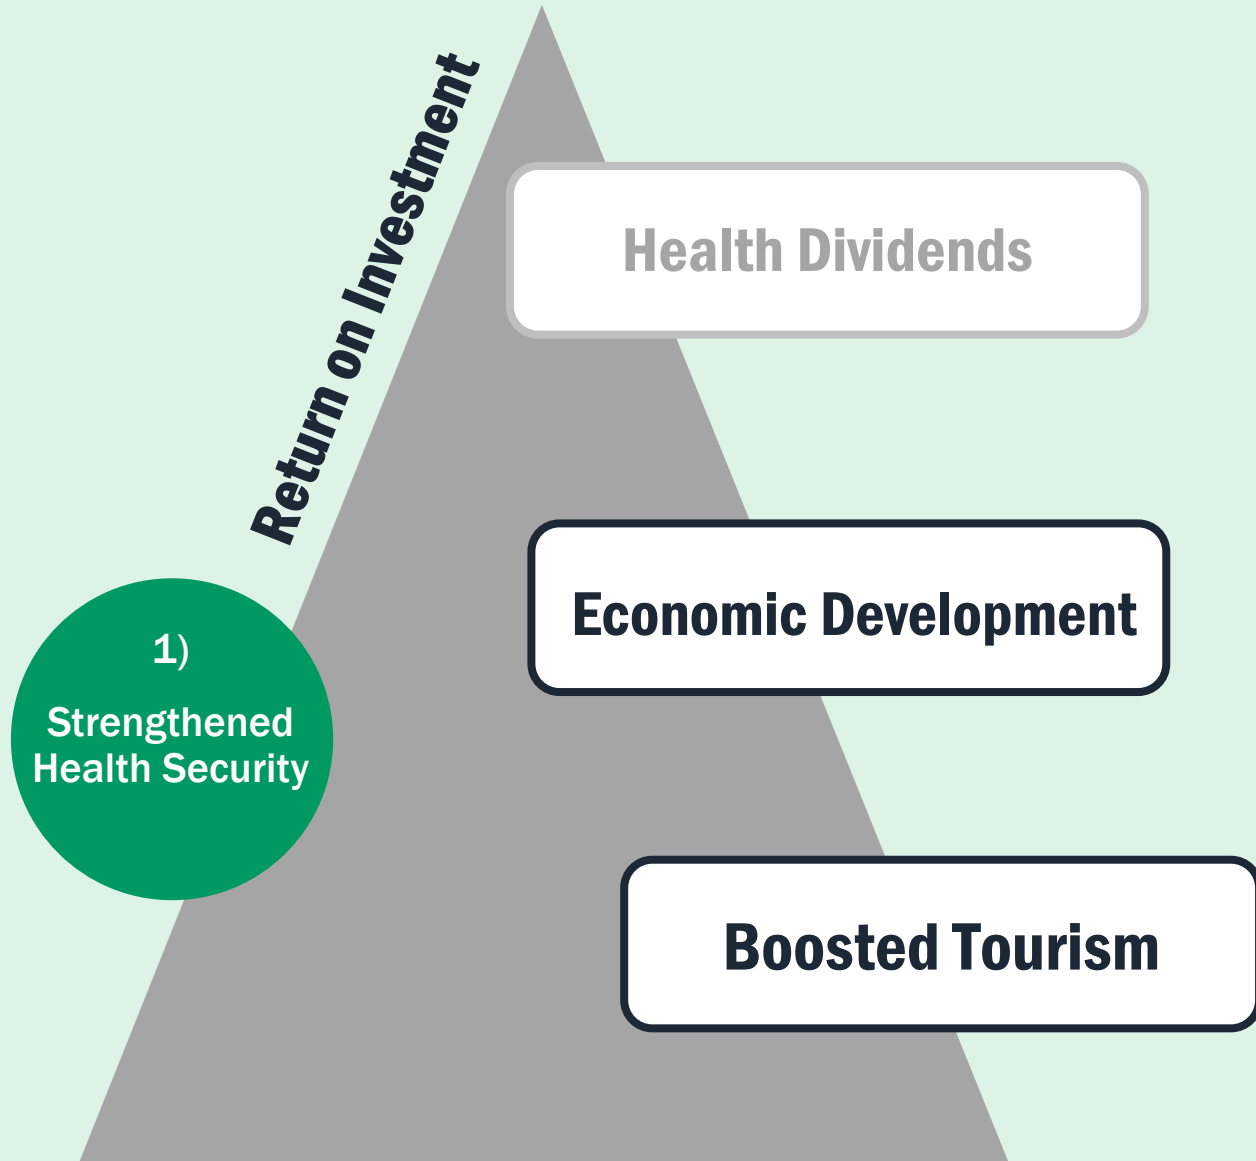 Return on Investment
Health Dividends
Economic Development
1)
Strengthened
Health Security
Boosted Tourism